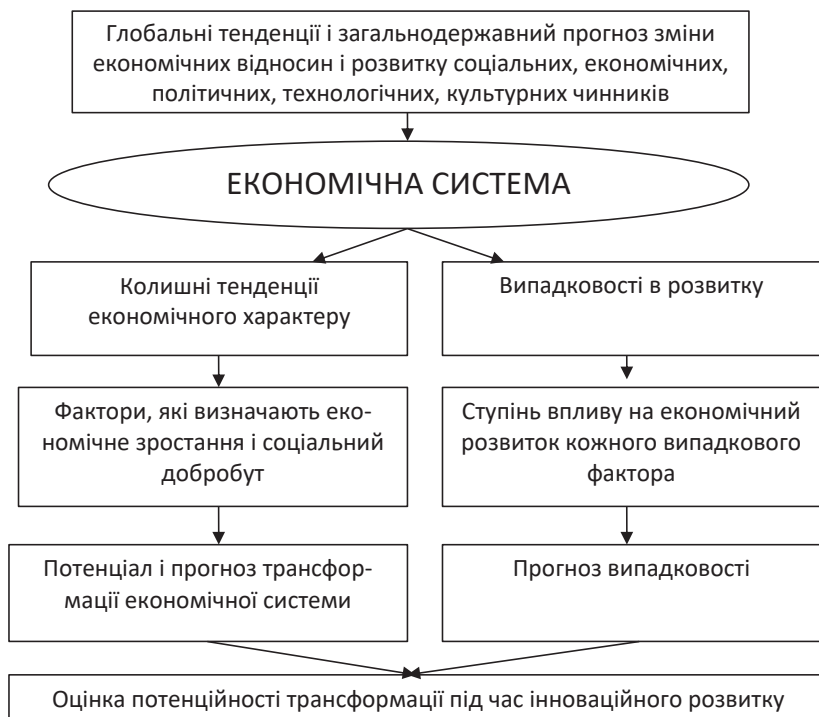 Глобальні тенденції і загальнодержавний прогноз зміни
економічних відносин і розвитку соціальних, економічних,
політичних, технологічних, культурних чинників
ЕКОНОМІЧНА СИСТЕМА
Колишні тенденції
економічного характеру
Випадковості в розвитку
Фактори, які визначають еко-
номічне зростання і соціальний
добробут
Ступінь впливу на економічний
розвиток кожного випадкового
фактора
Потенціал і прогноз трансфор-
мації економічної системи
Прогноз випадковості
Оцінка потенційності трансформації під час інноваційного розвитку